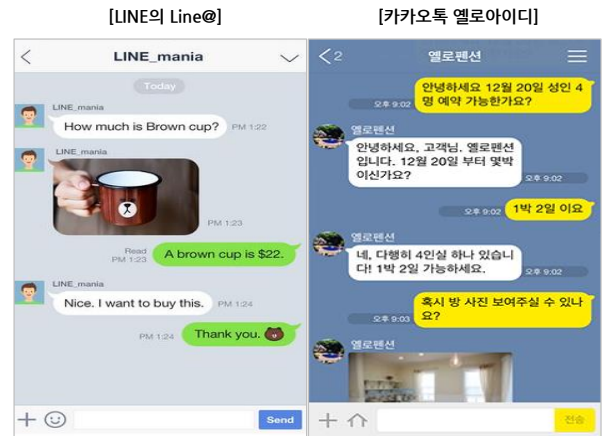 [LINE의 Line@]
LINE_mania
Today
LINE_mania
How much is Brown cup?
PM 1:22
LINE_mania
PM 1:23
Read
PM 1:23
A brown cup is $22.
LINE_mania
Nice. I want to buy this.
PM 1:24
PM 1:24
Thank you.
Send
[카카오톡 옐로아이디]
2
옐로펜션
안녕하세요 12월 20일 성인 4
명 예약 가능한가요?
오후 9:02
옐로펜션
안녕하세요, 고객님. 옐로펜션
입니다. 12월 20일 부터 몇박
이신가요?
오후 9:02
오후 9:02
1박 2일 이요
옐로펜션
네, 다행히 4인실 하나 있습니
다! 1박 2일 가능하세요.
오후 9:02
혹시 방 사진 보여주실 수 있나
요?
오후 9:03
옐로펜션
전송